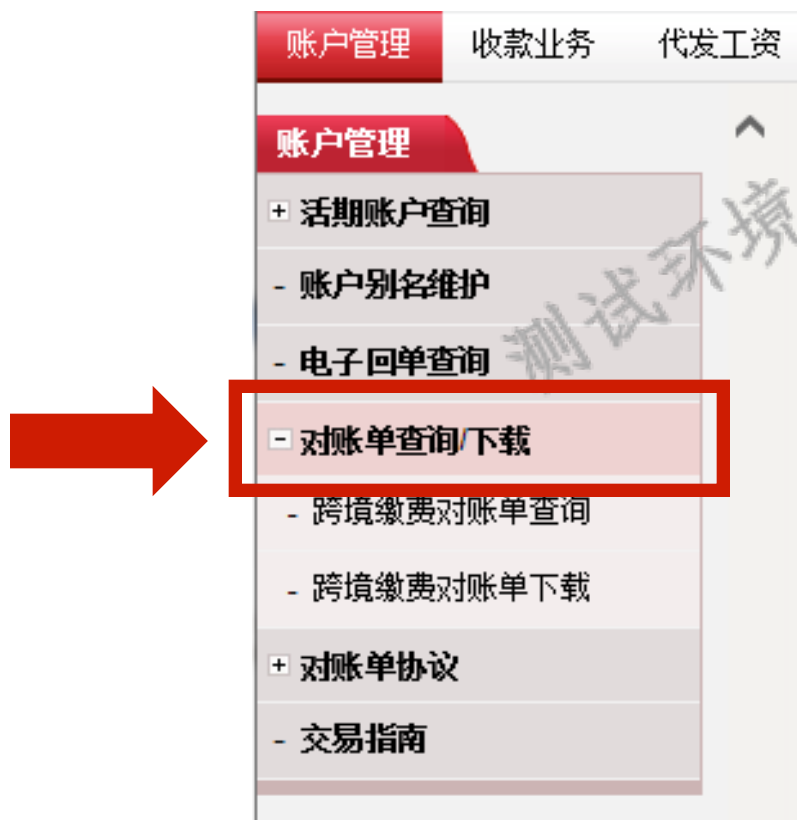 账户管理 收款业务 代发工资
账户管理
活期账户查询
- 账户别名维护
测试环境
- 电子回单查询
对账单查询/下载
- 跨境缴费对账单查询
- 跨境缴费对账单下载
对账单协议
- 交易指南